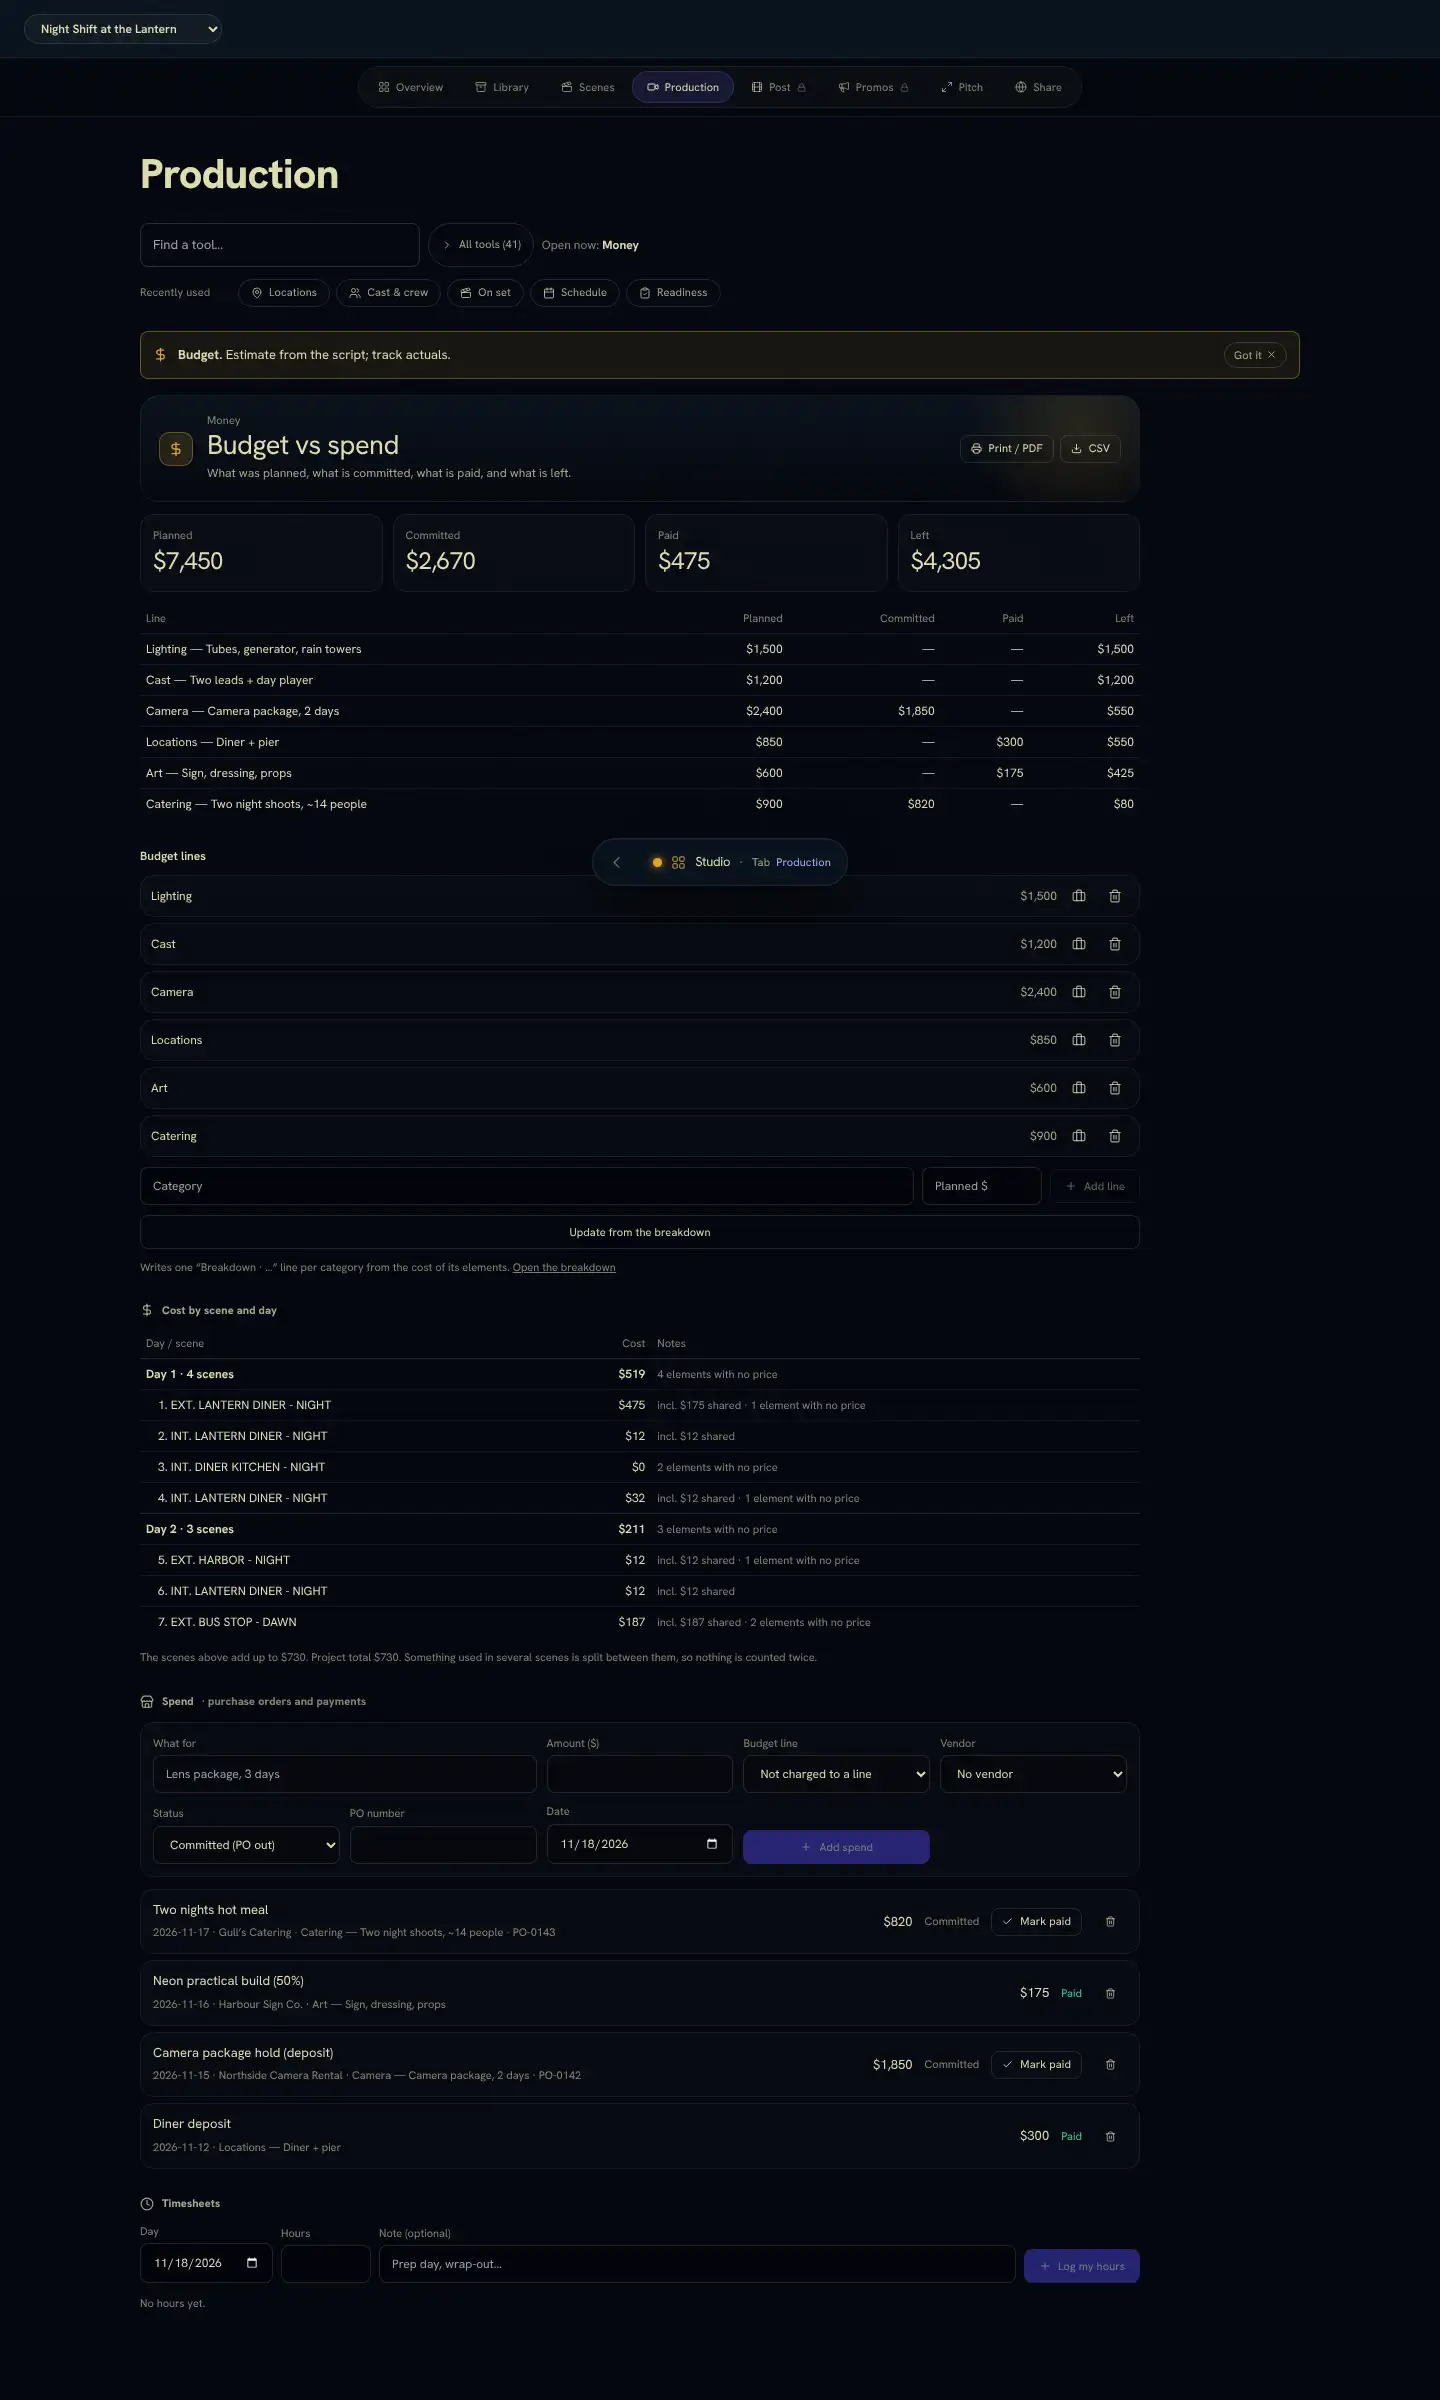 Night Shift at the Lantern
Overview Library Scenes Production Post Promos Pitch Share
Production
Find a tool... All tools (41) Open now: Money
Recently used Locations Cast & crew On set Schedule Readiness
Budget. Estimate from the script; track actuals. Got it
Money
Budget vs spend
What was planned, what is committed, what is paid, and what is left.
Print / PDF CSV
Planned Committed Paid Left
$7,450 $2,670 $475 $4,305
Line Planned Committed Paid Left
Lighting — Tubes, generator, rain towers $1,500 — — $1,500
Cast — Two leads + day player $1,200 — — $1,200
Camera — Camera package, 2 days $2,400 $1,850 — $550
Locations — Diner + pier $850 — $300 $550
Art — Sign, dressing, props $600 — $175 $425
Catering — Two night shoots, ~14 people $900 $820 — $80
Budget lines
Studio · Tab Production
Lighting $1,500
Cast $1,200
Camera $2,400
Locations $850
Art $600
Catering $900
Category Planned $ + Add line
Update from the breakdown
Writes one “Breakdown · …” line per category from the cost of its elements. Open the breakdown
Cost by scene and day
Day / scene Cost Notes
Day 1 · 4 scenes $519 4 elements with no price
1. EXT. LANTERN DINER - NIGHT $475 incl. $175 shared · 1 element with no price
2. INT. LANTERN DINER - NIGHT $12 incl. $12 shared
3. INT. DINER KITCHEN - NIGHT $0 2 elements with no price
4. INT. LANTERN DINER - NIGHT $32 incl. $12 shared · 1 element with no price
Day 2 · 3 scenes $211 3 elements with no price
5. EXT. HARBOR - NIGHT $12 incl. $12 shared · 1 element with no price
6. INT. LANTERN DINER - NIGHT $12 incl. $12 shared
7. EXT. BUS STOP - DAWN $187 incl. $187 shared · 2 elements with no price
The scenes above add up to $730. Project total $730. Something used in several scenes is split between them, so nothing is counted twice.
Spend · purchase orders and payments
What for Amount ($) Budget line Vendor
Lens package, 3 days Not charged to a line No vendor
Status PO number Date
Committed (PO out) 11/18/2026 + Add spend
Two nights hot meal
2026-11-17 · Gull’s Catering · Catering — Two night shoots, ~14 people · PO-0143
$820 Committed Mark paid
Neon practical build (50%)
2026-11-16 · Harbour Sign Co. · Art — Sign, dressing, props
$175 Paid
Camera package hold (deposit)
2026-11-15 · Northside Camera Rental · Camera — Camera package, 2 days · PO-0142
$1,850 Committed Mark paid
Diner deposit
2026-11-12 · Locations — Diner + pier
$300 Paid
Timesheets
Day Hours Note (optional)
11/18/2026 Prep day, wrap-out... + Log my hours
No hours yet.